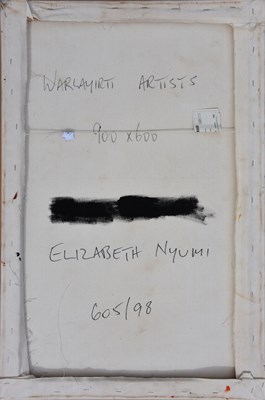 WARLAYIRTI ARTISTS
900 x 600
ELIZABETH NYUMI
605/98